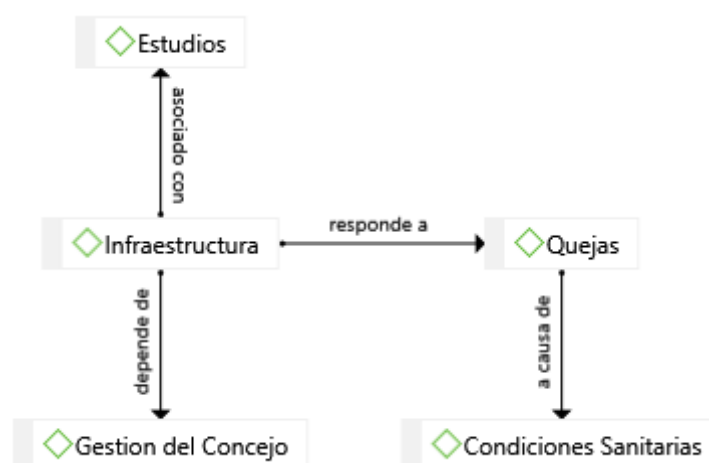 Estudios
asociado con
Infraestructura
responde a
Quejas
depende de
a causa de
Gestion del Concejo
Condiciones Sanitarias